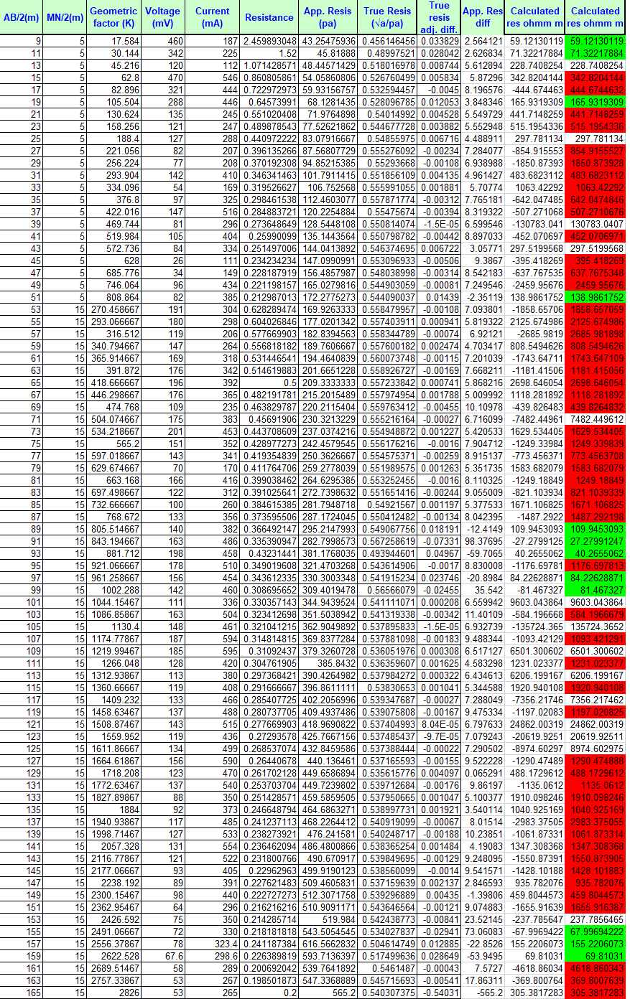 AB/2(m) MN/2(m) Geometric factor (K) Voltage (mV) Current (mA) Resistance App. Resis (pa) True Resis (√a/pa) True resis adj. diff. App. Res diff Calculated res ohmm m Calculated res ohmm m
9 5 17.584 460 187 2.459893048 43.25475936 0.456146456 0.033829 2.564121 59.12130119 59.12130119
11 5 30.144 342 225 1.52 45.81888 0.48997521 0.028042 2.626834 71.32217884 71.32217884
13 5 45.216 120 112 1.071428571 48.44571429 0.518016978 0.008744 5.612894 228.7408254 228.7408254
15 5 62.8 470 546 0.860805861 54.05860806 0.526760499 0.005834 5.87296 342.8204144 342.8204144
17 5 82.896 321 444 0.722972973 59.93156757 0.532594457 -0.0045 8.196576 -444.674463 444.6744632
19 5 105.504 288 446 0.64573991 68.1281435 0.528096785 0.012053 3.848346 165.9319309 165.9319309
21 5 130.624 135 245 0.551020408 71.9764898 0.54014992 0.004528 5.549729 441.7148259 441.7148259
23 5 158.256 121 247 0.489878543 77.52621862 0.544677728 0.003882 5.552948 515.1954336 515.1954336
25 5 188.4 127 288 0.440972222 83.07916667 0.54855975 0.006716 4.488911 297.781134 297.781134
27 5 221.056 82 207 0.396135266 87.56807729 0.555276092 -0.00234 7.284077 -854.915553 854.9155527
29 5 256.224 77 208 0.370192308 94.85215385 0.55293668 -0.00108 6.938988 -1850.87393 1850.873928
31 5 293.904 142 410 0.346341463 101.7911415 0.551856109 0.004135 4.961427 483.6823112 483.6823112
33 5 334.096 54 169 0.319526627 106.752568 0.555991055 0.001881 5.70774 1063.42292 1063.42292
35 5 376.8 97 325 0.298461538 112.4603077 0.557871774 -0.00312 7.765181 -642.047485 642.0474846
37 5 422.016 147 516 0.284883721 120.2254884 0.55475674 -0.00394 8.319322 -507.271068 507.2710676
39 5 469.744 81 296 0.273648649 128.5448108 0.550814074 -1.5E-05 6.599546 -130783.041 130783.0407
41 5 519.984 105 404 0.25990099 135.1443564 0.550798782 -0.00442 8.897033 -452.070697 452.0706971
43 5 572.736 84 334 0.251497006 144.0413892 0.546374695 0.006722 3.05771 297.5199568 297.5199568
45 5 628 26 111 0.234234234 147.0990991 0.553096933 -0.00506 9.3867 -395.418269 395.418269
47 5 685.776 34 149 0.228187919 156.4857987 0.548038998 -0.00314 8.542183 -637.767535 637.7675348
49 5 746.064 96 434 0.221198157 165.0279816 0.544903059 -0.00081 7.249546 -2459.95676 2459.95676
51 5 808.864 82 385 0.212987013 172.2775273 0.544090037 0.01439 -2.35119 138.9861752 138.9861752
53 15 270.458667 191 304 0.628289474 169.9263333 0.558479957 -0.00108 7.093801 -1858.65706 1858.657059
55 15 293.066667 180 298 0.604026846 177.0201342 0.557403911 0.000941 5.819322 2125.674986 2125.674986
57 15 316.512 119 206 0.577669903 182.8394563 0.558344789 -0.00074 6.92121 -2685.9819 2685.981898
59 15 340.794667 147 264 0.556818182 189.7606667 0.557600182 0.002474 4.703417 808.5494626 808.5494626
61 15 365.914667 169 318 0.531446541 194.4640839 0.560073748 -0.00115 7.201039 -1743.64711 1743.647109
63 15 391.872 176 342 0.514619883 201.6651228 0.558926727 -0.00169 7.668211 -1181.41506 1181.415056
65 15 418.666667 196 392 0.5 209.3333333 0.557233842 0.000741 5.868216 2698.646054 2698.646054
67 15 446.298667 176 365 0.482191781 215.2015489 0.557974954 0.001788 5.009992 1118.281892 1118.281892
69 15 474.768 109 235 0.463829787 220.2115404 0.559763412 -0.00455 10.10978 -439.826483 439.8264832
71 15 504.074667 175 383 0.45691906 230.3213229 0.555216164 -0.00027 6.716099 -7482.44961 7482.449612
73 15 534.218667 201 453 0.443708609 237.0374216 0.554948872 0.001227 5.420533 1629.534405 1629.534405
75 15 565.2 151 352 0.428977273 242.4579545 0.556176216 -0.0016 7.904712 -1249.33984 1249.339839
77 15 597.018667 143 341 0.419354839 250.3626667 0.554575371 -0.00259 8.915137 -773.456371 773.4563708
79 15 629.674667 70 170 0.411764706 259.2778039 0.551989575 0.001263 5.351735 1583.682079 1583.682079
81 15 663.168 166 416 0.399038462 264.6295385 0.553252455 -0.0016 8.110325 -1249.18849 1249.18849
83 15 697.498667 122 312 0.391025641 272.7398632 0.551651416 -0.00244 9.055009 -821.103934 821.1039339
85 15 732.666667 100 260 0.384615385 281.7948718 0.54921567 0.001197 5.377533 1671.106825 1671.106825
87 15 768.672 133 356 0.373595506 287.1724045 0.550412482 -0.00134 8.042395 -1487.2922 1487.292198
89 15 805.514667 140 382 0.366492147 295.2147993 0.549067756 0.018191 -12.4149 109.9453093 109.9453093
91 15 843.194667 163 486 0.335390947 282.7998573 0.567258619 -0.07331 98.37695 -27.2799125 27.27991247
93 15 881.712 198 458 0.43231441 381.1768035 0.493944601 0.04967 -59.7065 40.2655062 40.2655062
95 15 921.066667 178 510 0.349019608 321.4703268 0.543614906 -0.0017 8.830008 -1176.69781 1176.697813
97 15 961.258667 156 454 0.343612335 330.3003348 0.541915234 0.023746 -20.8984 84.22628871 84.22628871
99 15 1002.288 142 460 0.308695652 309.4019478 0.56566079 -0.02455 35.542 -81.467327 81.467327
101 15 1044.15467 111 336 0.330357143 344.9439524 0.541111071 0.000208 6.559942 9603.043864 9603.043864
103 15 1086.85867 163 504 0.323412698 351.5038942 0.541319338 -0.00342 11.40109 -584.196668 584.1966679
105 15 1130.4 148 461 0.321041215 362.9049892 0.537895833 -1.5E-05 6.932739 -135724.365 135724.3652
107 15 1174.77867 187 594 0.314814815 369.8377284 0.537881098 -0.00183 9.488344 -1093.42129 1093.421291
109 15 1219.99467 185 595 0.31092437 379.3260728 0.536051976 0.000308 6.517127 6501.300602 6501.300602
111 15 1266.048 128 420 0.304761905 385.8432 0.536359607 0.001625 4.583298 1231.023377 1231.023377
113 15 1312.93867 113 380 0.297368421 390.4264982 0.537984272 0.000322 6.434613 6206.199167 6206.199167
115 15 1360.66667 119 408 0.291666667 396.8611111 0.53830653 0.001041 5.344588 1920.940108 1920.940108
117 15 1409.232 133 466 0.285407725 402.2056996 0.539347687 -0.00027 7.288049 -7356.21746 7356.217462
119 15 1458.63467 137 488 0.280737705 409.4937486 0.539075808 -0.00167 9.475334 -1197.02083 1197.020825
121 15 1508.87467 143 515 0.277669903 418.9690822 0.537404993 8.04E-05 6.797633 24862.00319 24862.00319
123 15 1559.952 119 436 0.27293578 425.7667156 0.537485437 -9.7E-05 7.079243 -20619.9251 20619.92511
125 15 1611.86667 134 499 0.268537074 432.8459586 0.537388444 -0.00022 7.290502 -8974.60297 8974.602975
127 15 1664.61867 156 590 0.26440678 440.136461 0.537165593 -0.00155 9.522228 -1290.47489 1290.474888
129 15 1718.208 123 470 0.261702128 449.6586894 0.535615776 0.004097 0.065291 488.1729612 488.1729612
131 15 1772.63467 137 540 0.253703704 449.7239802 0.539712684 -0.00176 9.86197 -1135.0612 1135.0612
133 15 1827.89867 88 350 0.251428571 459.5859505 0.537950665 0.001047 5.100377 1910.098246 1910.098246
135 15 1884 92 373 0.246648794 464.6863271 0.538997731 0.001921 3.540114 1040.925169 1040.925169
137 15 1940.93867 117 485 0.241237113 468.2264412 0.540919099 -0.00067 8.01514 -2983.37505 2983.375055
139 15 1998.71467 127 533 0.238273921 476.241581 0.540248717 -0.00188 10.23851 -1061.87331 1061.873314
141 15 2057.328 131 554 0.236462094 486.4800866 0.538365254 0.001484 4.19083 1347.308368 1347.308368
143 15 2116.77867 121 522 0.231800766 490.670917 0.539849695 -0.00129 9.248095 -1550.87391 1550.873905
145 15 2177.06667 93 405 0.22962963 499.9190123 0.538560099 -0.0014 9.541571 -1428.10188 1428.101883
147 15 2238.192 89 391 0.227621483 509.4605831 0.537159639 0.002137 2.846593 935.782076 935.782076
149 15 2300.15467 98 440 0.222727273 512.3071758 0.539296889 0.00435 -1.39806 459.8044573 459.8044573
151 15 2362.95467 64 296 0.216216216 510.9091171 0.543646564 -0.00121 9.074883 -1655.91639 1655.916387
153 15 2426.592 75 350 0.214285714 519.984 0.542438773 -0.00841 23.52145 -237.785647 237.7856465
155 15 2491.06667 72 330 0.218181818 543.5054545 0.534027837 -0.02941 73.06083 -67.9969422 67.99694222
157 15 2556.37867 78 323.4 0.241187384 616.5662832 0.504614749 0.012885 -22.8526 155.2206073 155.2206073
159 15 2622.528 67.6 298.6 0.226389819 593.7136397 0.517499636 0.028649 -53.9495 69.81031 69.81031
161 15 2689.51467 58 289 0.200692042 539.7641892 0.5461487 -0.00043 7.5727 -4618.86034 4618.860343
163 15 2757.33867 53 267 0.198501873 547.3368889 0.545715693 -0.00541 17.86311 -369.800764 369.8007639
165 15 2826 53 265 0.2 565.2 0.540307375 -0.54031 -565.2 305.3817283 305.3817283